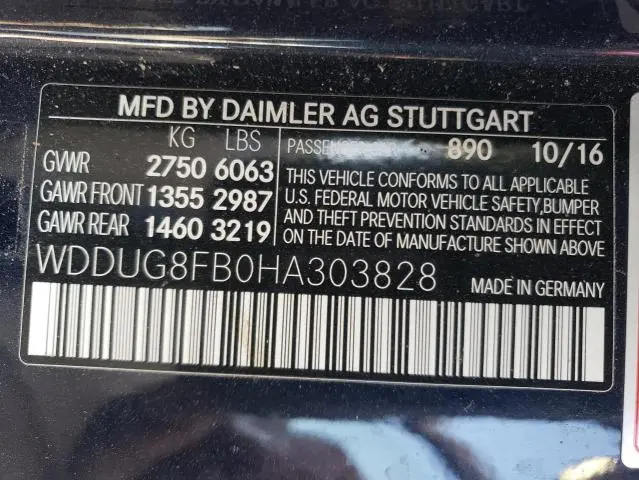 MFD BY DAIMLER AG STUTTGART
KG LBS PASSENGER CAR 890 10/16
GVWR 2750 6063
GAWR FRONT 1355 2987
GAWR REAR 1460 3219
THIS VEHICLE CONFORMS TO ALL APPLICABLE
U.S. FEDERAL MOTOR VEHICLE SAFETY,BUMPER
AND THEFT PREVENTION STANDARDS IN EFFECT
ON THE DATE OF MANUFACTURE SHOWN ABOVE
WDDUG8FB0HA303828
MADE IN GERMANY